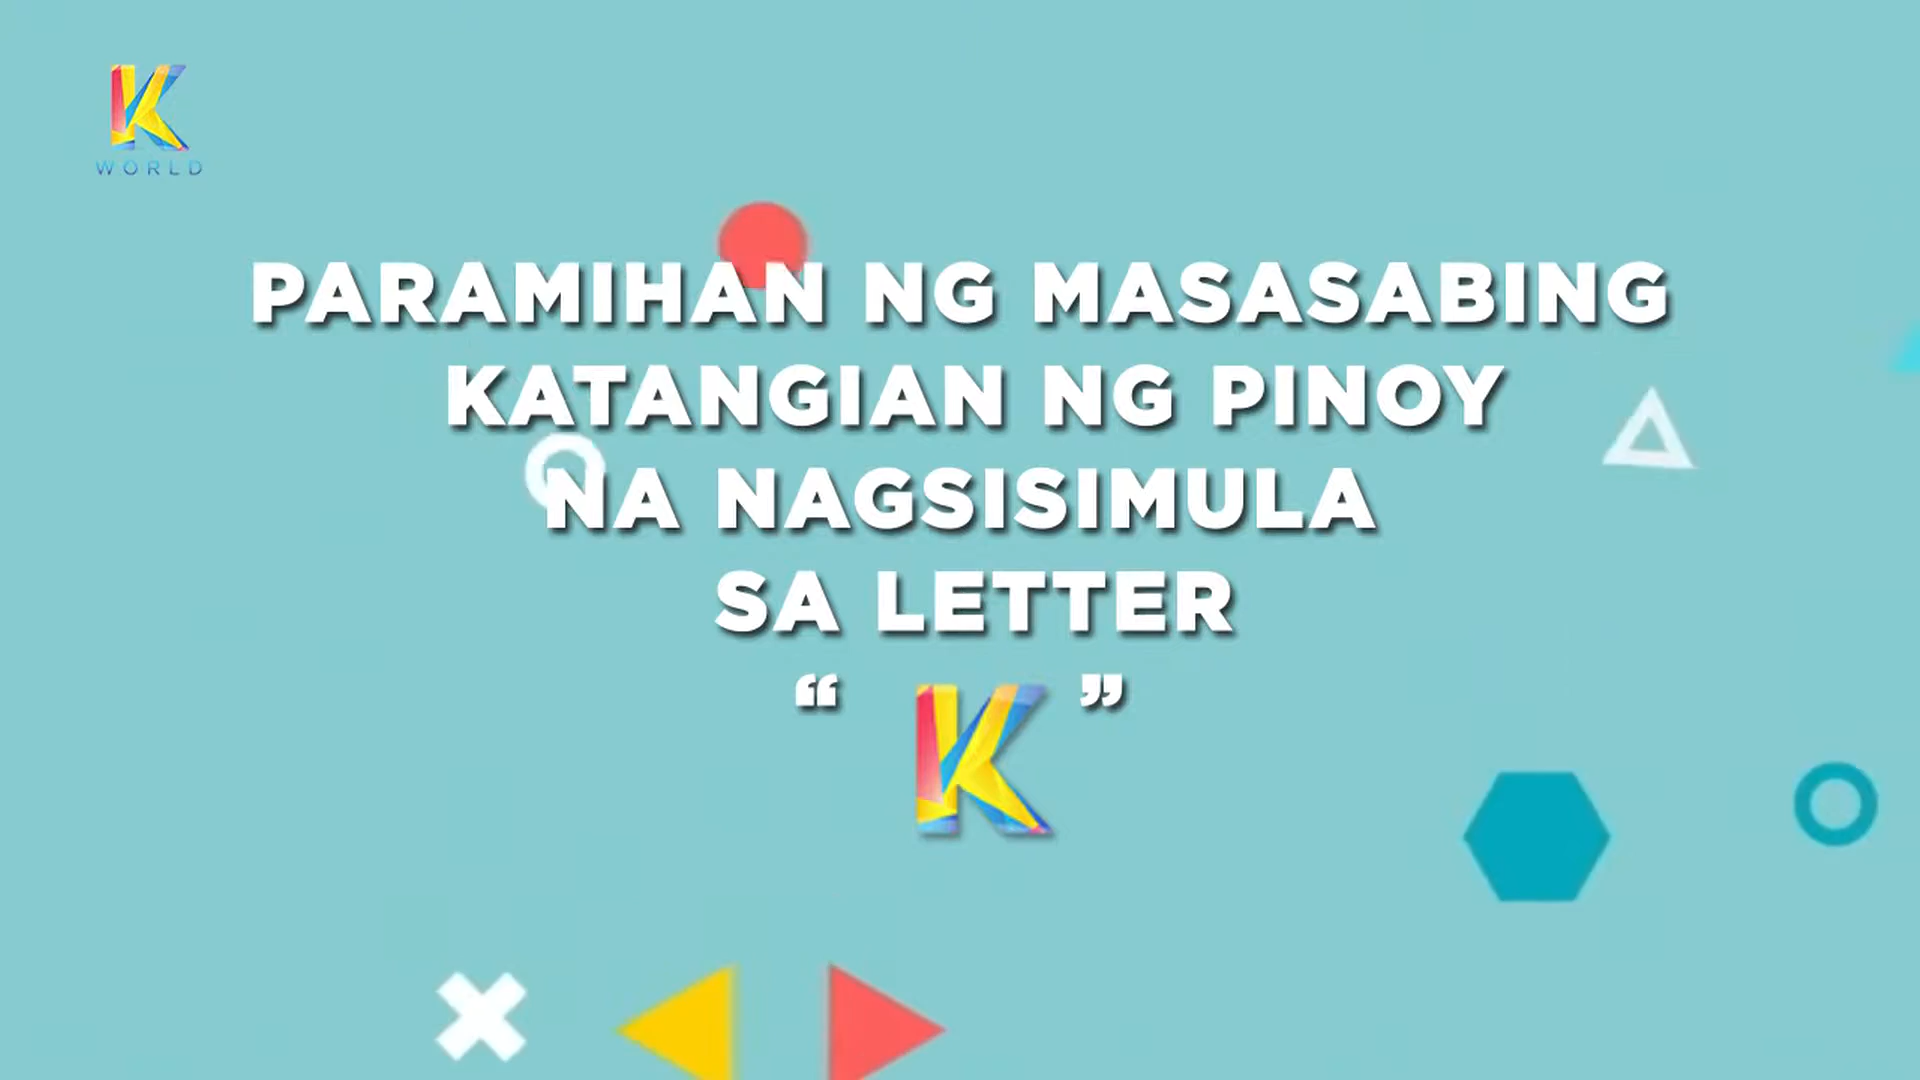 K
WORLD
PARAMIHAN NG MASASABING
KATANGIAN NG PINOY
NA NAGSISIMULA
SA LETTER
“ K ”